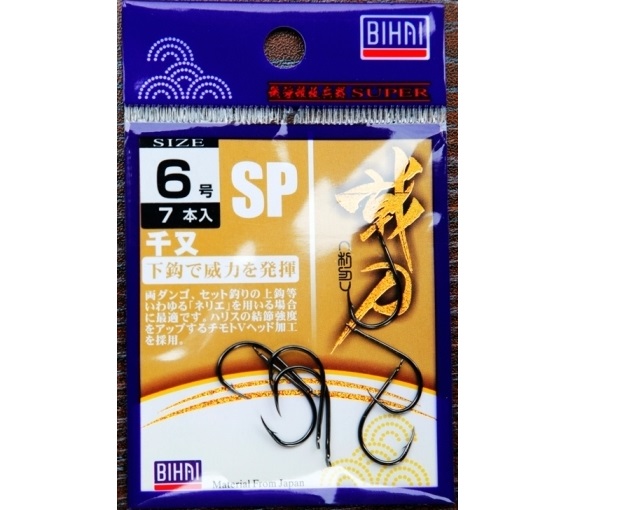 BIHAI
SUPER
SIZE
6号
7本入
SP
千又
下鈎で威力を発揮
両ダンゴ、セット釣りの上鈎等
いわゆる「ネリエ」を用いる場合
に最適です。ハリスの結節強度
をアップするチモトVヘッド加工
を採用。
BIHAI
Material From Japan